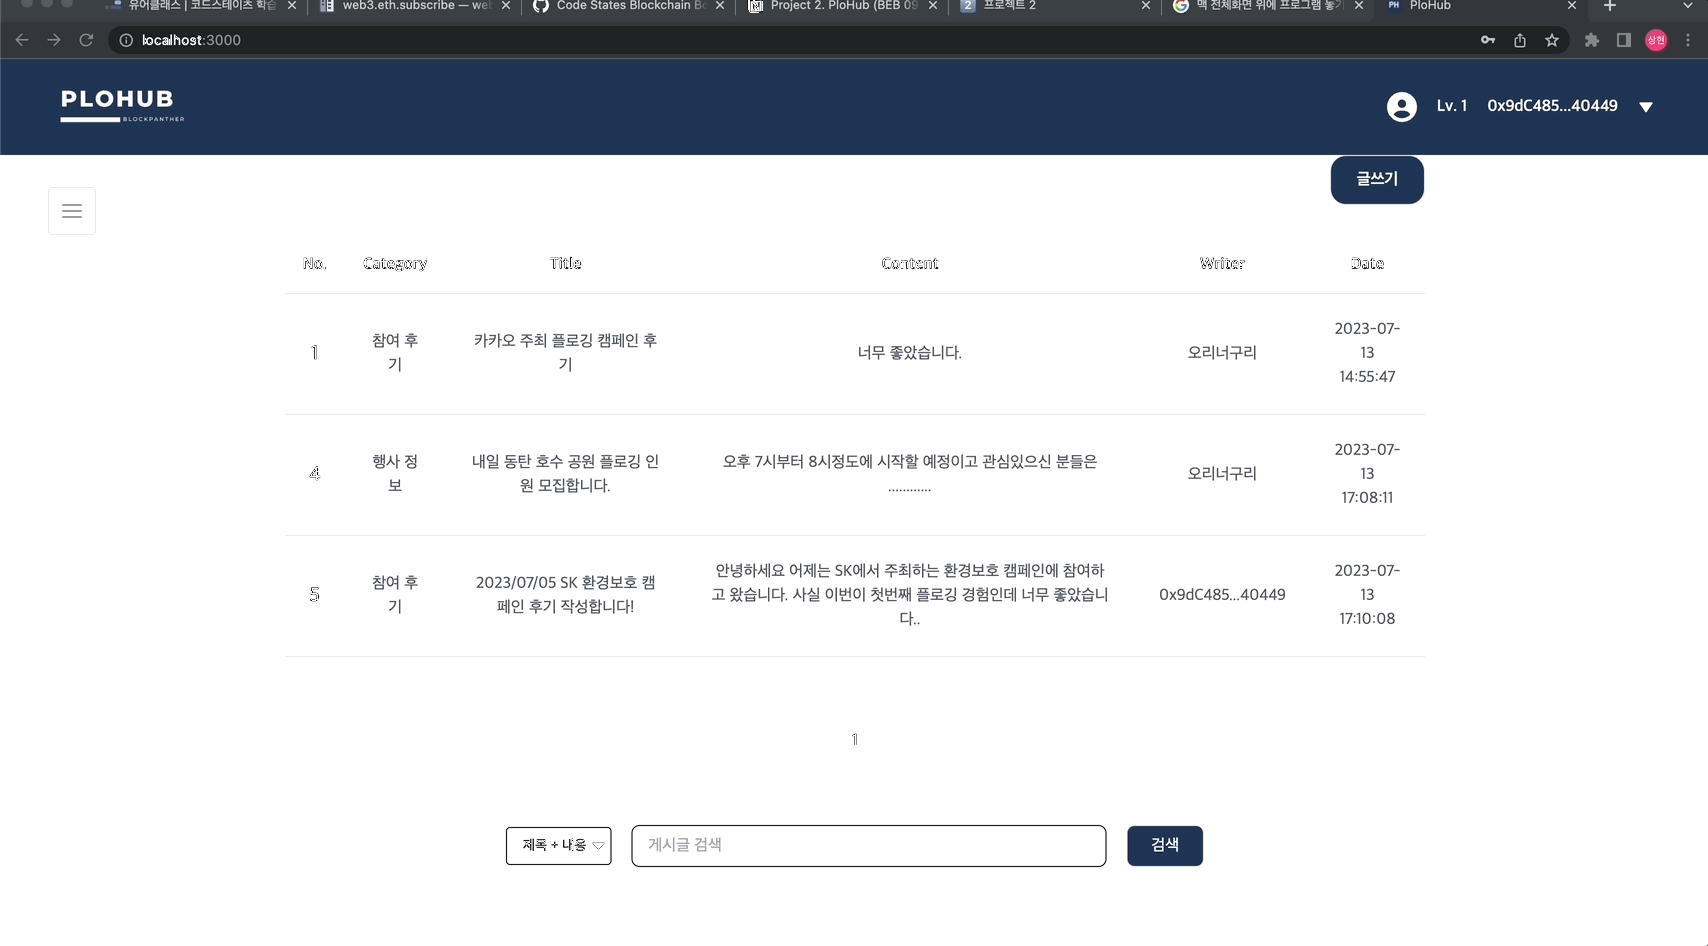 유어클래스 | 코드스테이츠 학습
web3.eth.subscribe — we
Code States Blockchain B
Project 2. PloHub (BEB 09
프로젝트 2
맥 전체화면 위에 프로그램 놓기
PloHub
localhost:3000
상현
PLOHUB
BLOCKPANTHER
Lv. 1 0x9dC485...40449
글쓰기
No. Category Title Content Writer Date
1
참여 후
기
카카오 주최 플로깅 캠페인 후
기
너무 좋았습니다.
오리너구리
2023-07-
13
14:55:47
4
행사 정
보
내일 동탄 호수 공원 플로깅 인
원 모집합니다.
오후 7시부터 8시정도에 시작할 예정이고 관심있으신 분들은
............
오리너구리
2023-07-
13
17:08:11
5
참여 후
기
2023/07/05 SK 환경보호 캠
페인 후기 작성합니다!
안녕하세요 어제는 SK에서 주최하는 환경보호 캠페인에 참여하
고 왔습니다. 사실 이번이 첫번째 플로깅 경험인데 너무 좋았습니
다..
0x9dC485...40449
2023-07-
13
17:10:08
1
제목 + 내용
게시글 검색
검색